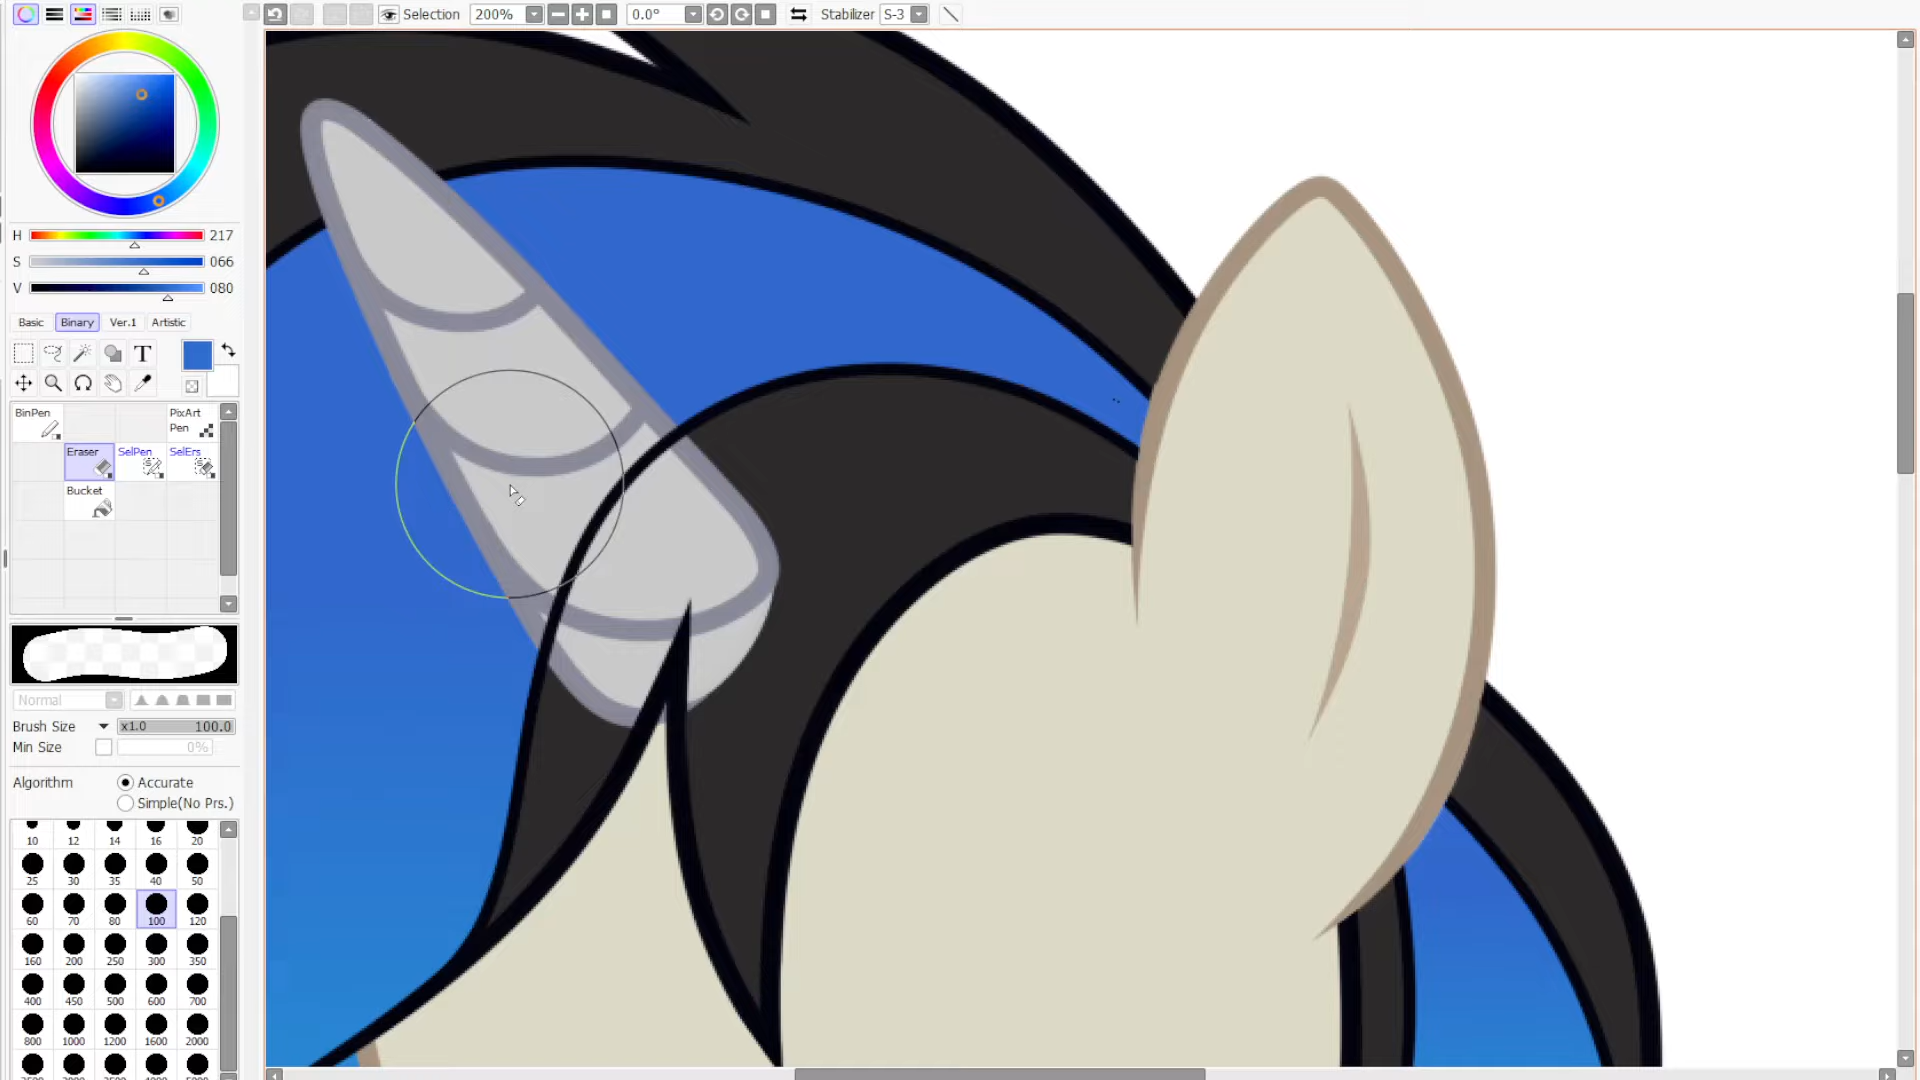 Selection 200% 0.0° Stabilizer S-3
H 217
S 066
V 080
Basic Binary Ver.1 Artistic
T
BinPen PixArt
Pen
Eraser SelPen SelErs
Bucket
Normal
Brush Size x1.0 100.0
Min Size 0%
Algorithm Accurate
Simple(No Prs.)
10 12 14 16 20
25 30 35 40 50
60 70 80 100 120
160 200 250 300 350
400 450 500 600 700
800 1000 1200 1600 2000